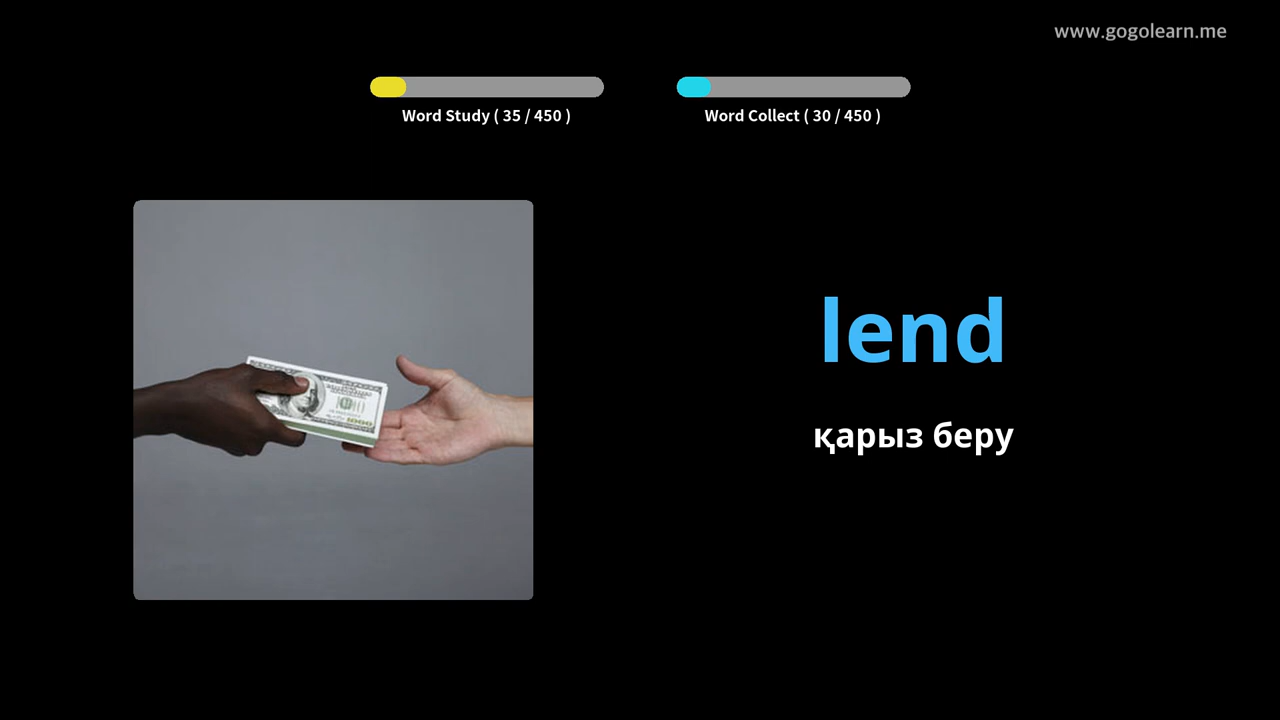 www.gogolearn.me
Word Study ( 35 / 450 )
Word Collect ( 30 / 450 )
lend
қарыз беру